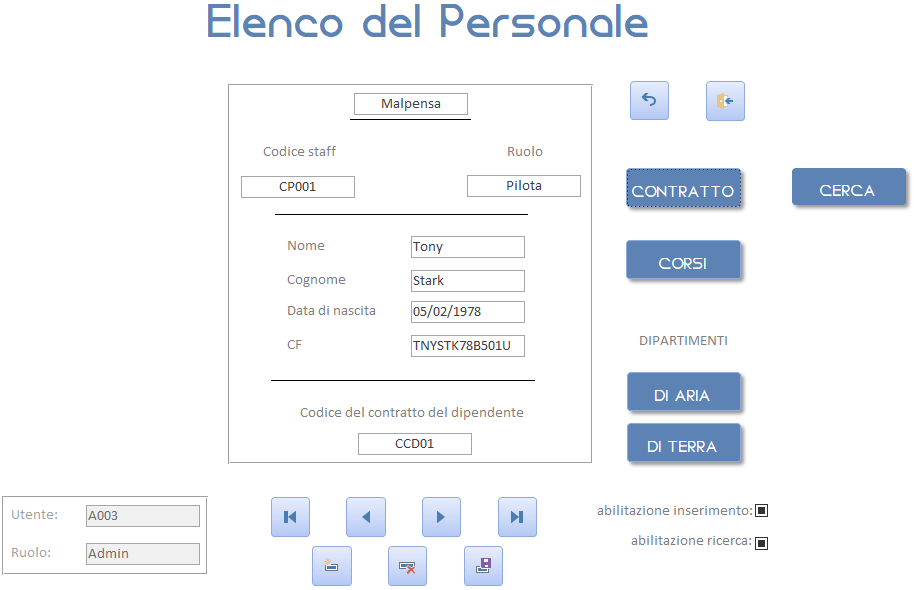 Elenco del Personale
Malpensa
Codice staff
Ruolo
CP001
Pilota
Nome
Tony
Cognome
Stark
Data di nascita
05/02/1978
CF
TNYSTK78B501U
Codice del contratto del dipendente
CCD01
CONTRATTO
CERCA
CORSI
DIPARTIMENTI
DI ARIA
DI TERRA
Utente:
A003
Ruolo:
Admin
abilitazione inserimento:
abilitazione ricerca: